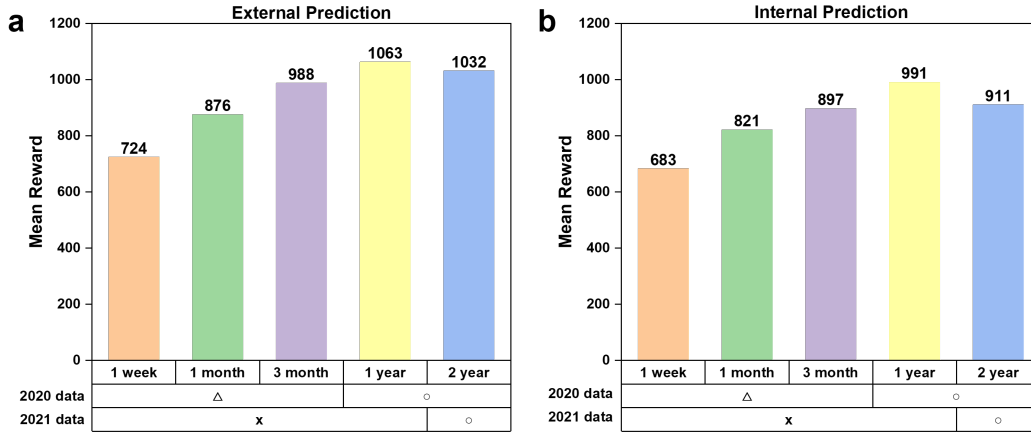 a
External Prediction
Mean Reward
1200
1000
800
600
400
200
0
724
876
988
1063
1032
1 week 1 month 3 month 1 year 2 year
2020 data △ ○
2021 data x ○
b
Internal Prediction
Mean Reward
1200
1000
800
600
400
200
0
683
821
897
991
911
1 week 1 month 3 month 1 year 2 year
2020 data △ ○
2021 data x ○